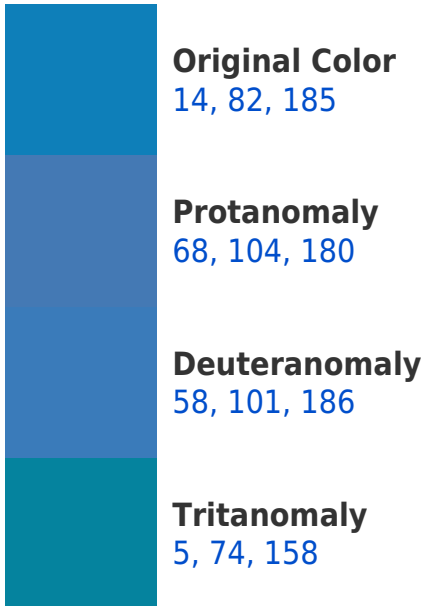 Original Color
14, 82, 185
Protanomaly
68, 104, 180
Deuteranomaly
58, 101, 186
Tritanomaly
5, 74, 158